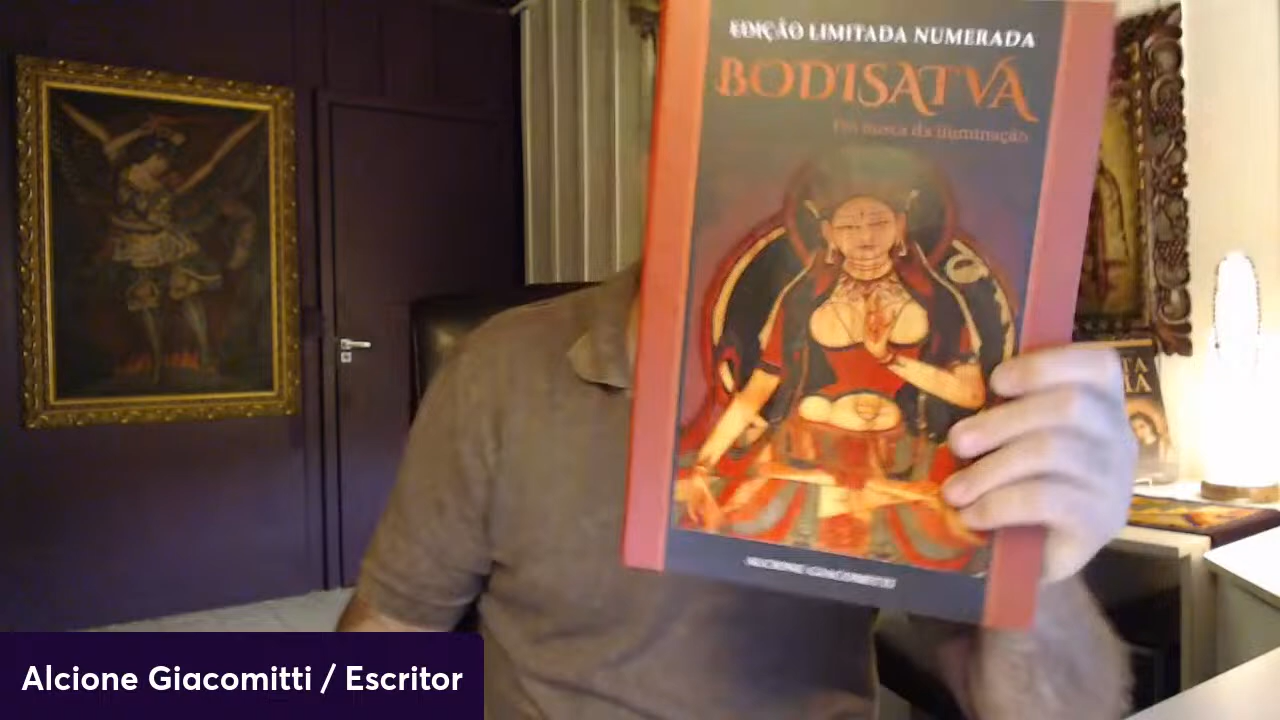 EDIÇÃO LIMITADA NUMERADA
BODISATVA
Em busca da iluminação
ALCIONE GIACOMITTI
Alcione Giacomitti / Escritor